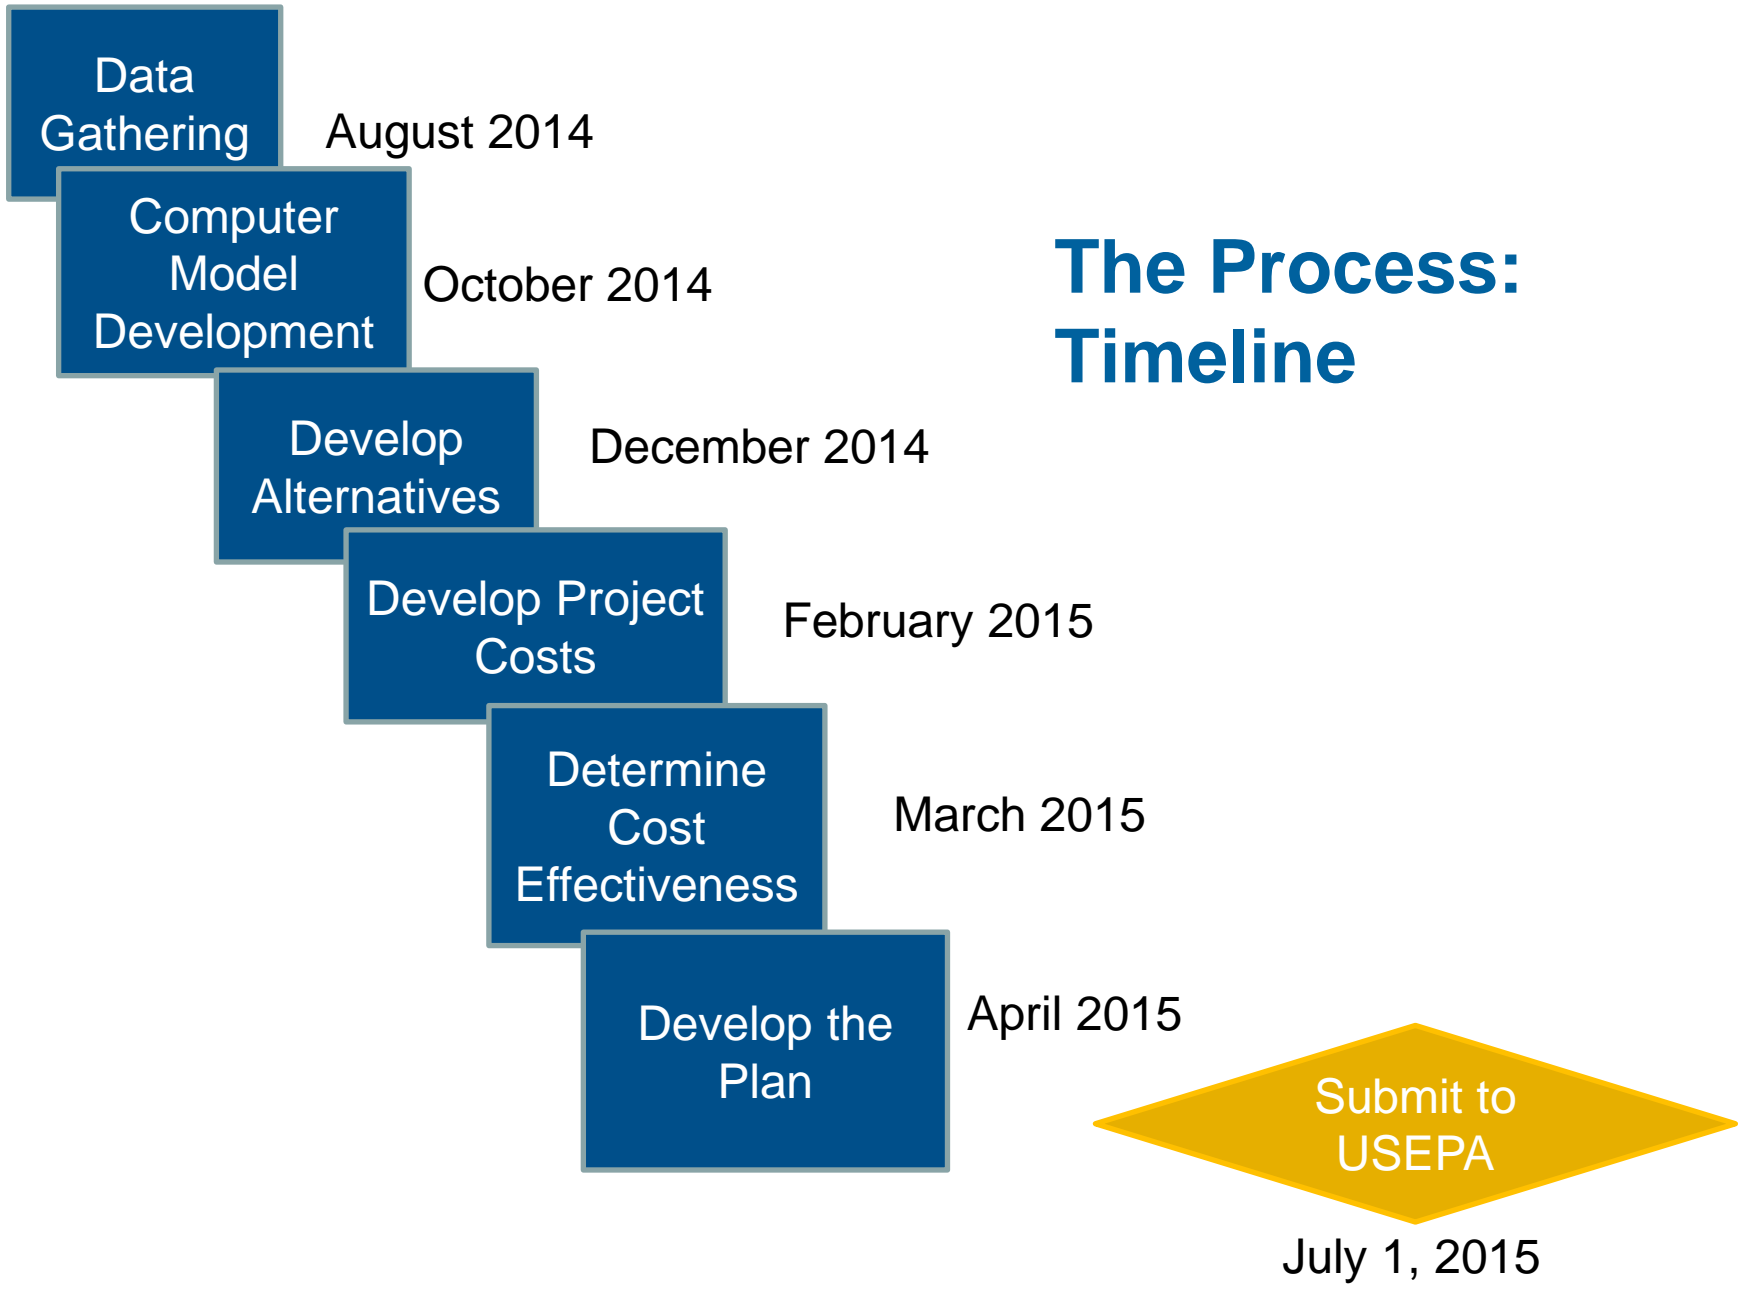 Data
Gathering
August 2014
Computer
Model
Development
October 2014
The Process:
Timeline
Develop
Alternatives
December 2014
Develop Project
Costs
February 2015
Determine
Cost
Effectiveness
March 2015
Develop the
Plan
April 2015
Submit to
USEPA
July 1, 2015